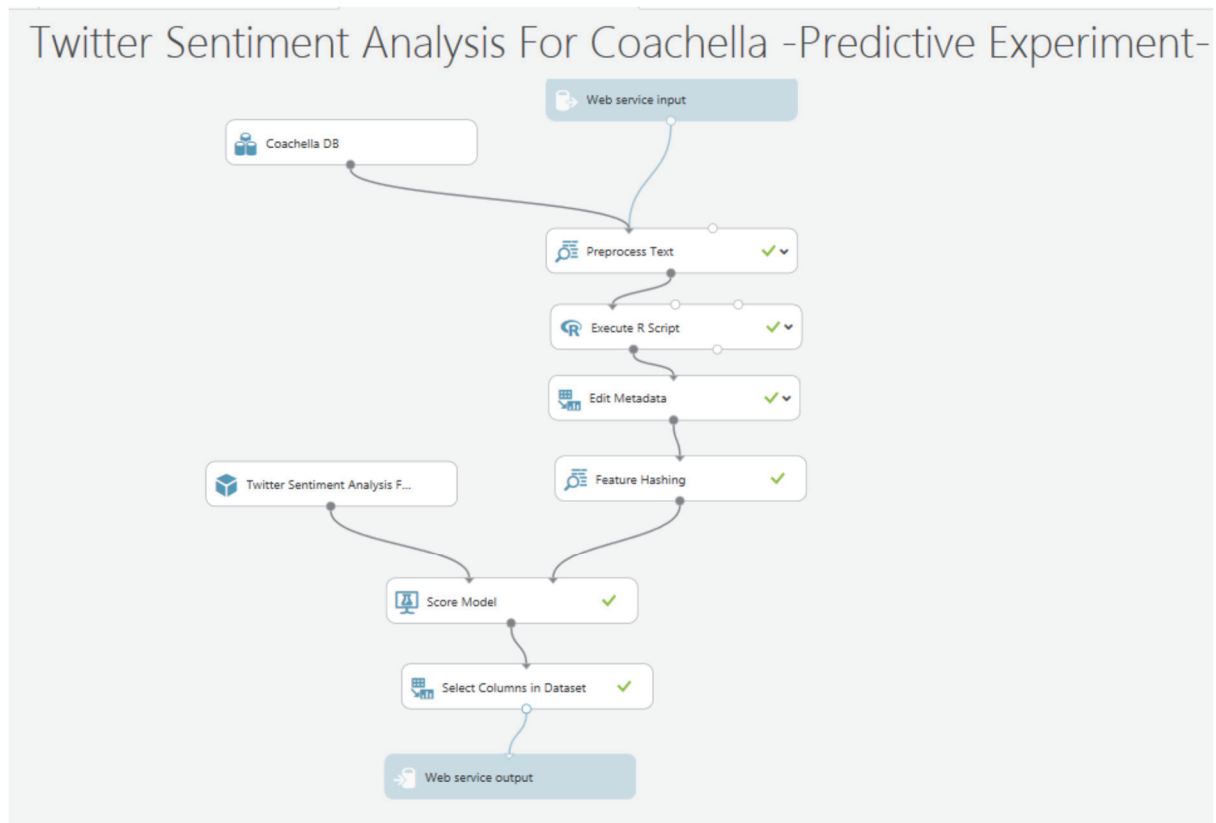 Twitter Sentiment Analysis For Coachella -Predictive Experiment-
Web service input
Coachella DB
Preprocess Text
Execute R Script
Edit Metadata
Twitter Sentiment Analysis F...
Feature Hashing
Score Model
Select Columns in Dataset
Web service output